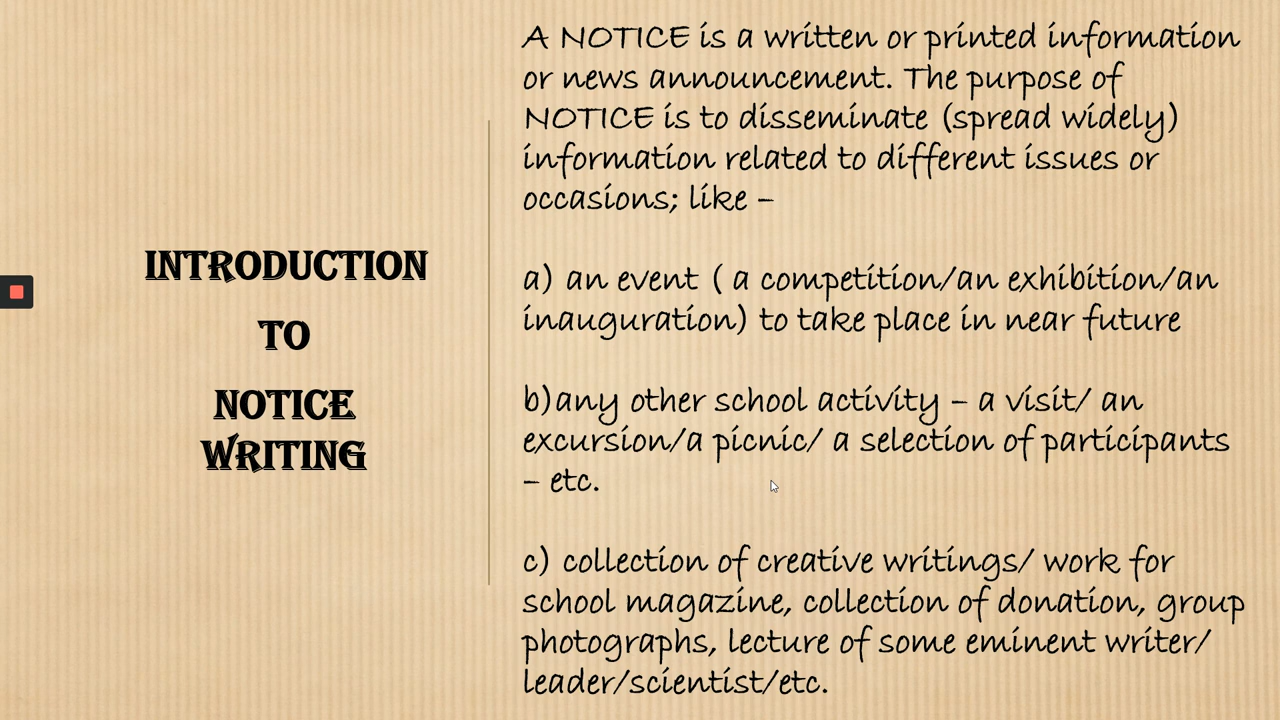 INTRODUCTION
TO
NOTICE
WRITING
A NOTICE is a written or printed information
or news announcement. The purpose of
NOTICE is to disseminate (spread widely)
information related to different issues or
occasions; like –
a) an event ( a competition/an exhibition/an
inauguration) to take place in near future
b)any other school activity – a visit/ an
excursion/a picnic/ a selection of participants
– etc.
c) collection of creative writings/ work for
school magazine, collection of donation, group
photographs, lecture of some eminent writer/
leader/scientist/etc.